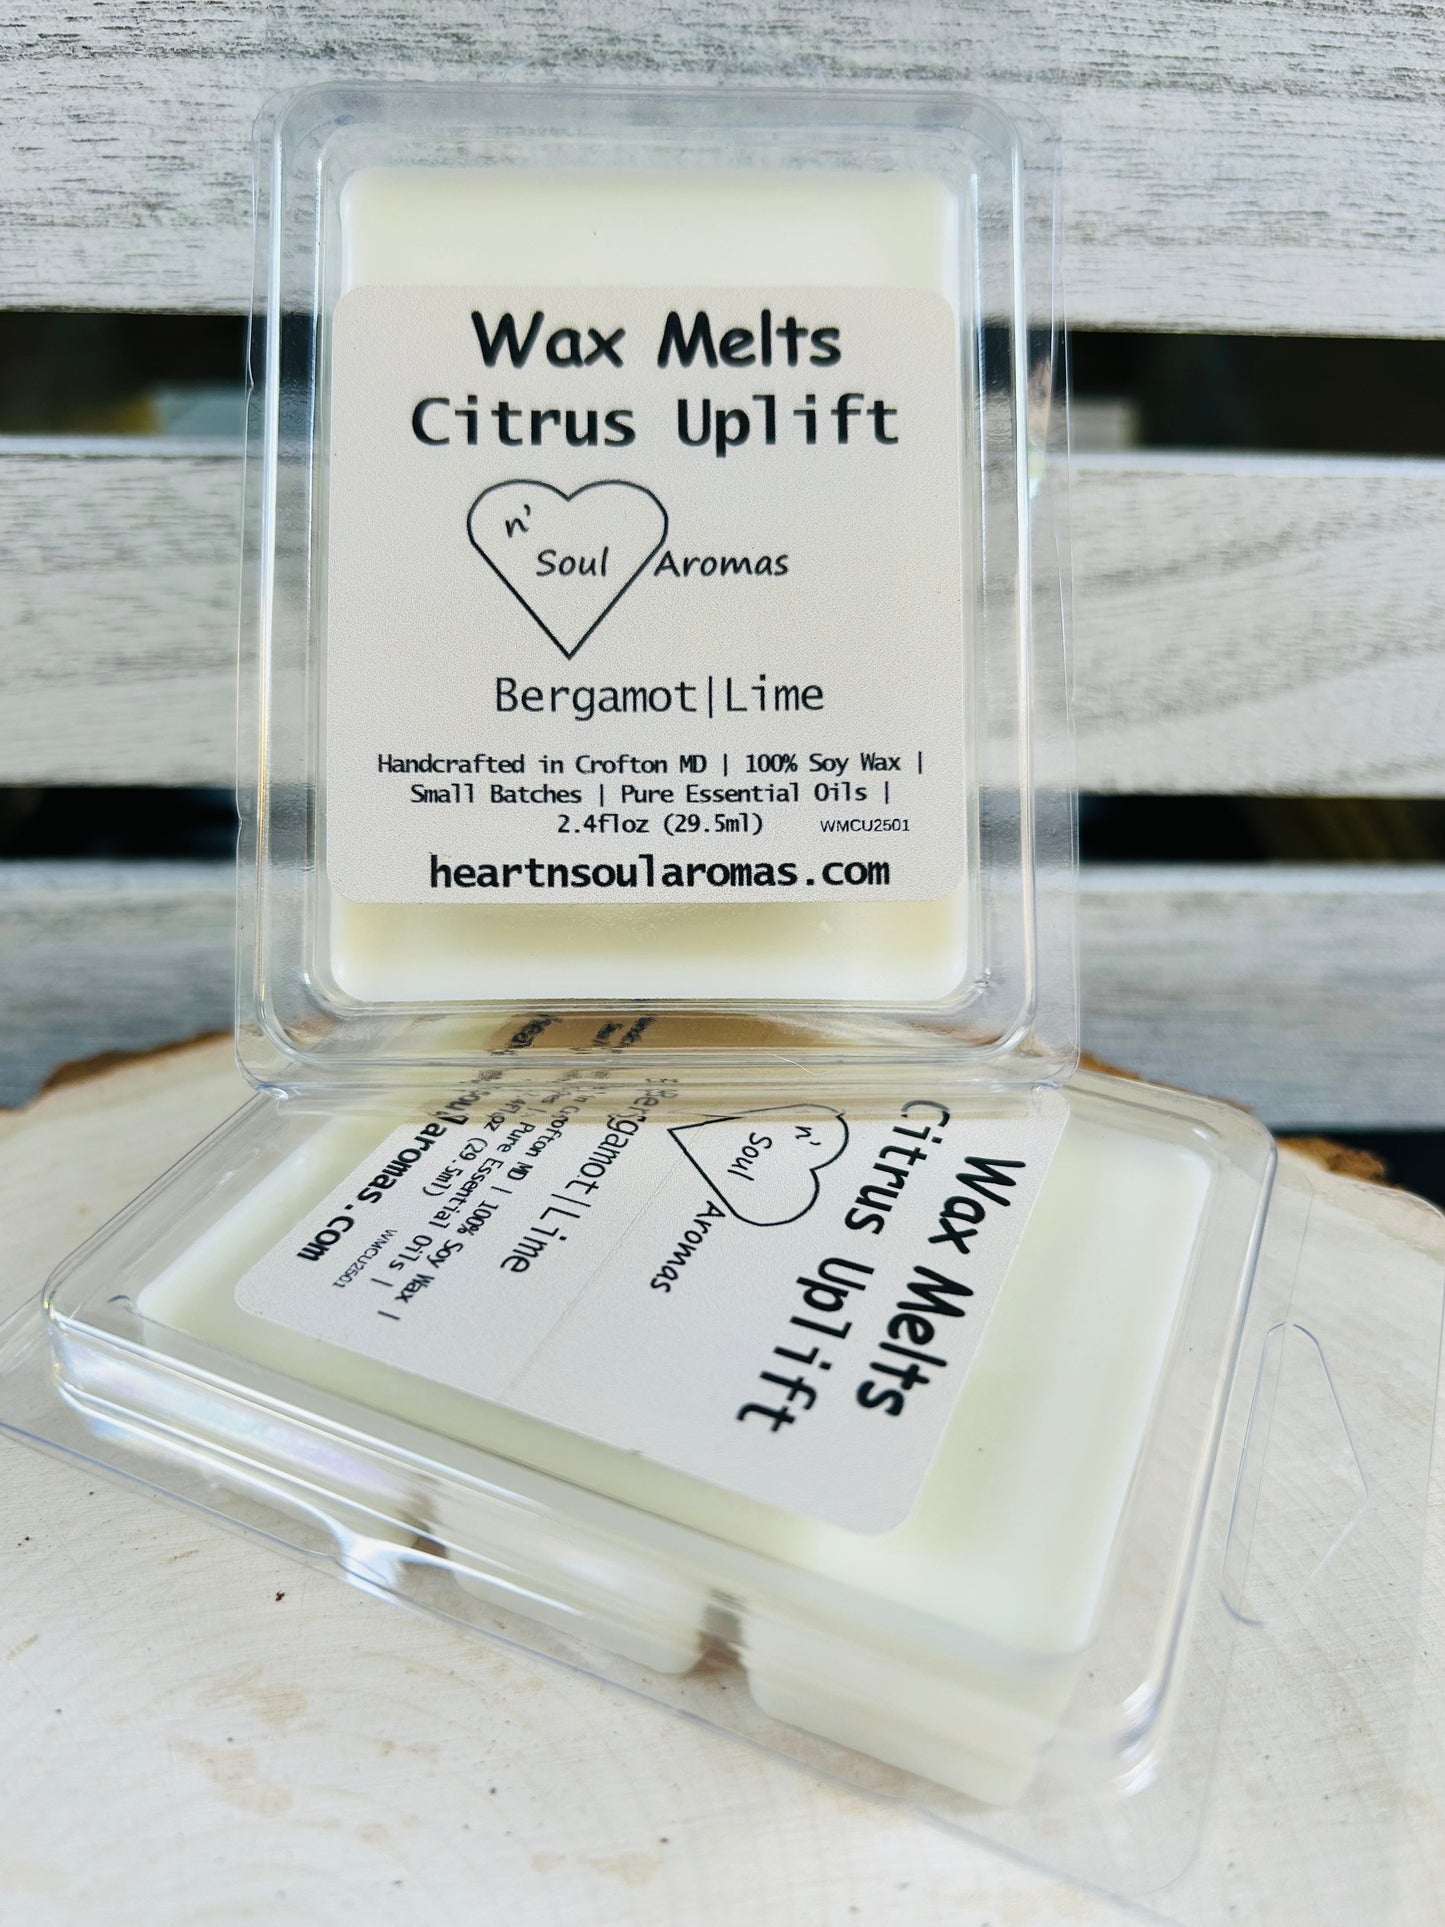 Wax Melts
Citrus Uplift
n'
Soul Aromas
Bergamot|Lime
Handcrafted in Crofton MD | 100% Soy Wax |
Small Batches | Pure Essential Oils |
2.4floz (29.5ml) WMCU2501
heartnsoularomas.com
Wax Melts
Citrus Uplift
n'
Soul Aromas
Bergamot|Lime
in Crofton MD | 100% Soy Wax |
Pure Essential Oils |
(29.5ml) WMCU2501
aromas.com